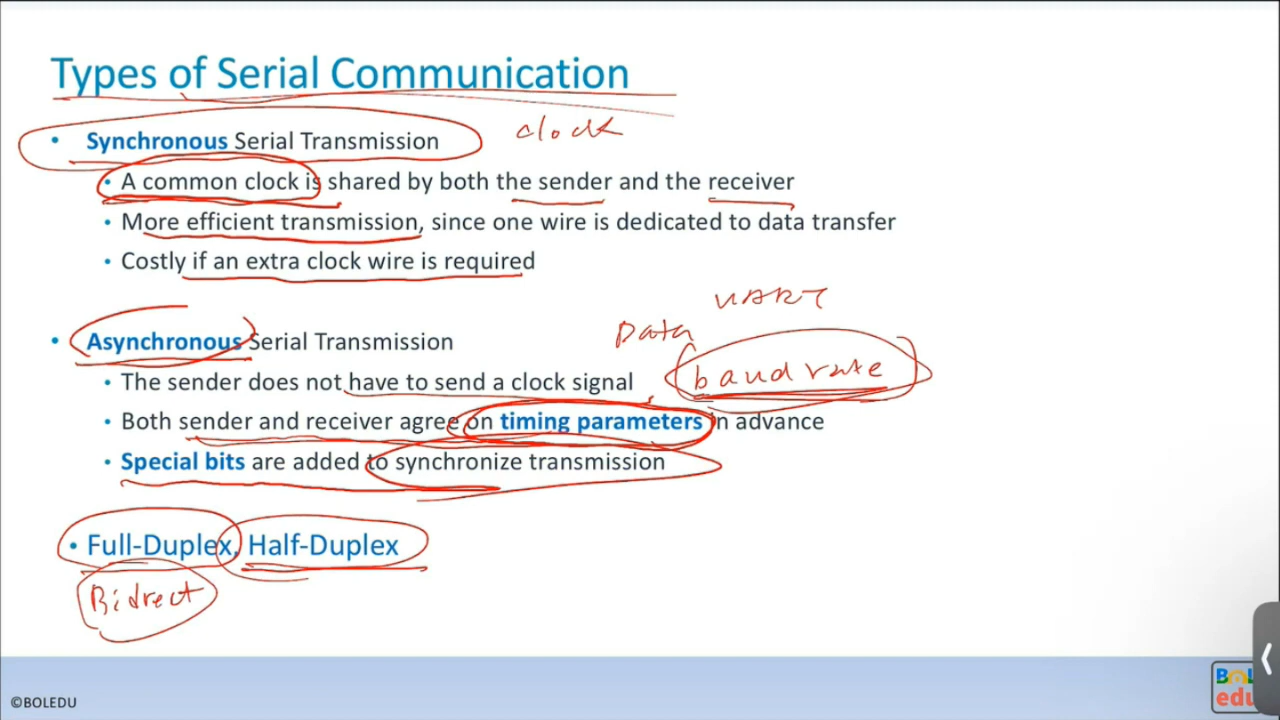 Types of Serial Communication
• Synchronous Serial Transmission
clock
• A common clock is shared by both the sender and the receiver
• More efficient transmission, since one wire is dedicated to data transfer
• Costly if an extra clock wire is required
UART
Data
• Asynchronous Serial Transmission
baud rate
• The sender does not have to send a clock signal
• Both sender and receiver agree on timing parameters in advance
• Special bits are added to synchronize transmission
• Full-Duplex, Half-Duplex
Bidrect
©BOLEDU
BOL
edu